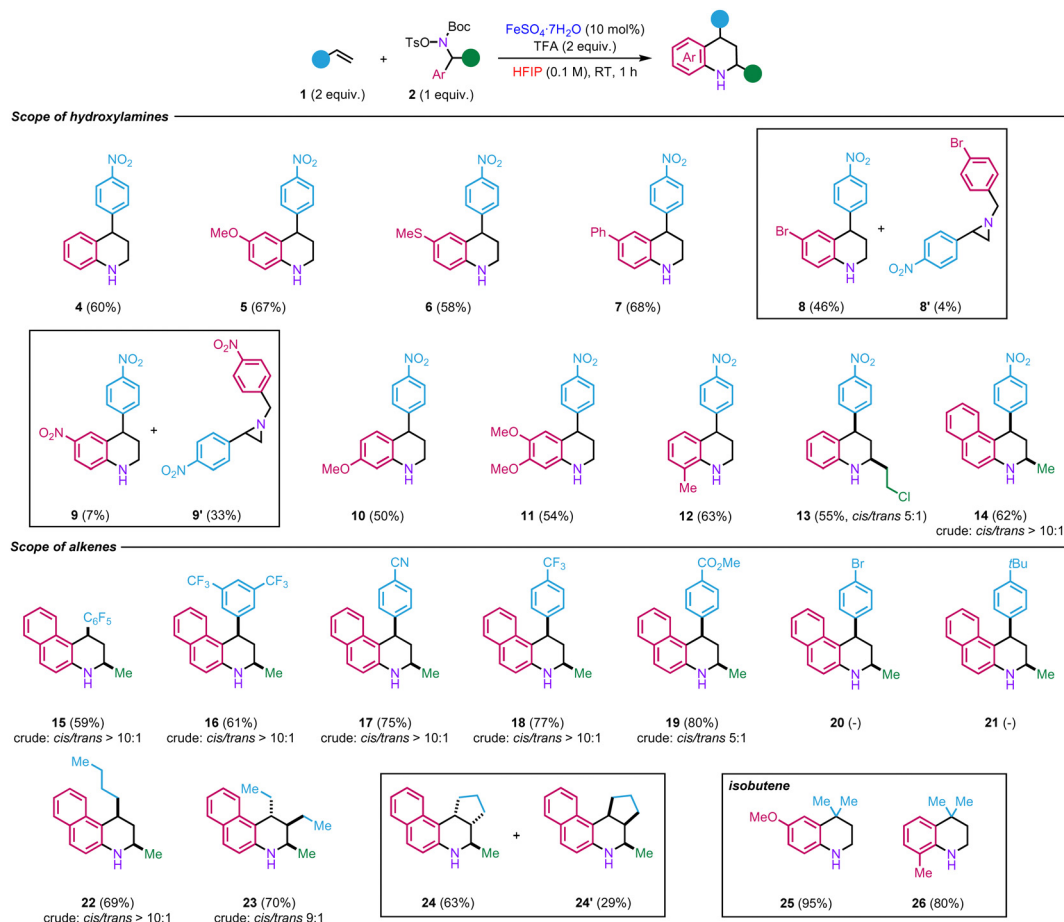 Boc
TsO N
FeSO₄·7H₂O (10 mol%)
TFA (2 equiv.)
HFIP (0.1 M), RT, 1 h
+
Ar
Ar
N
H
1 (2 equiv.)
2 (1 equiv.)
Scope of hydroxylamines
NO₂
N
H
4 (60%)
NO₂
MeO
N
H
5 (67%)
NO₂
MeS
N
H
6 (58%)
NO₂
Ph
N
H
7 (68%)
NO₂
Br
N
H
8 (46%)
+
Br
N
NO₂
8' (4%)
NO₂
O₂N
N
H
9 (7%)
+
NO₂
N
NO₂
9' (33%)
NO₂
MeO
N
H
10 (50%)
NO₂
MeO
MeO
N
H
11 (54%)
NO₂
N
H
Me
12 (63%)
NO₂
N
H
Cl
13 (55%, cis/trans 5:1)
NO₂
N
H
Me
14 (62%)
crude: cis/trans > 10:1
Scope of alkenes
C₆F₅
N
H
Me
15 (59%)
crude: cis/trans > 10:1
CF₃
CF₃
N
H
Me
16 (61%)
crude: cis/trans > 10:1
CN
N
H
Me
17 (75%)
crude: cis/trans > 10:1
CF₃
N
H
Me
18 (77%)
crude: cis/trans > 10:1
CO₂Me
N
H
Me
19 (80%)
crude: cis/trans 5:1
Br
N
H
Me
20 (-)
tBu
N
H
Me
21 (-)
Me
N
H
Me
22 (69%)
crude: cis/trans > 10:1
Me
Me
N
H
Me
23 (70%)
crude: cis/trans 9:1
N
H
Me
24 (63%)
+
N
H
Me
24' (29%)
isobutene
Me Me
MeO
N
H
25 (95%)
Me Me
N
H
Me
26 (80%)